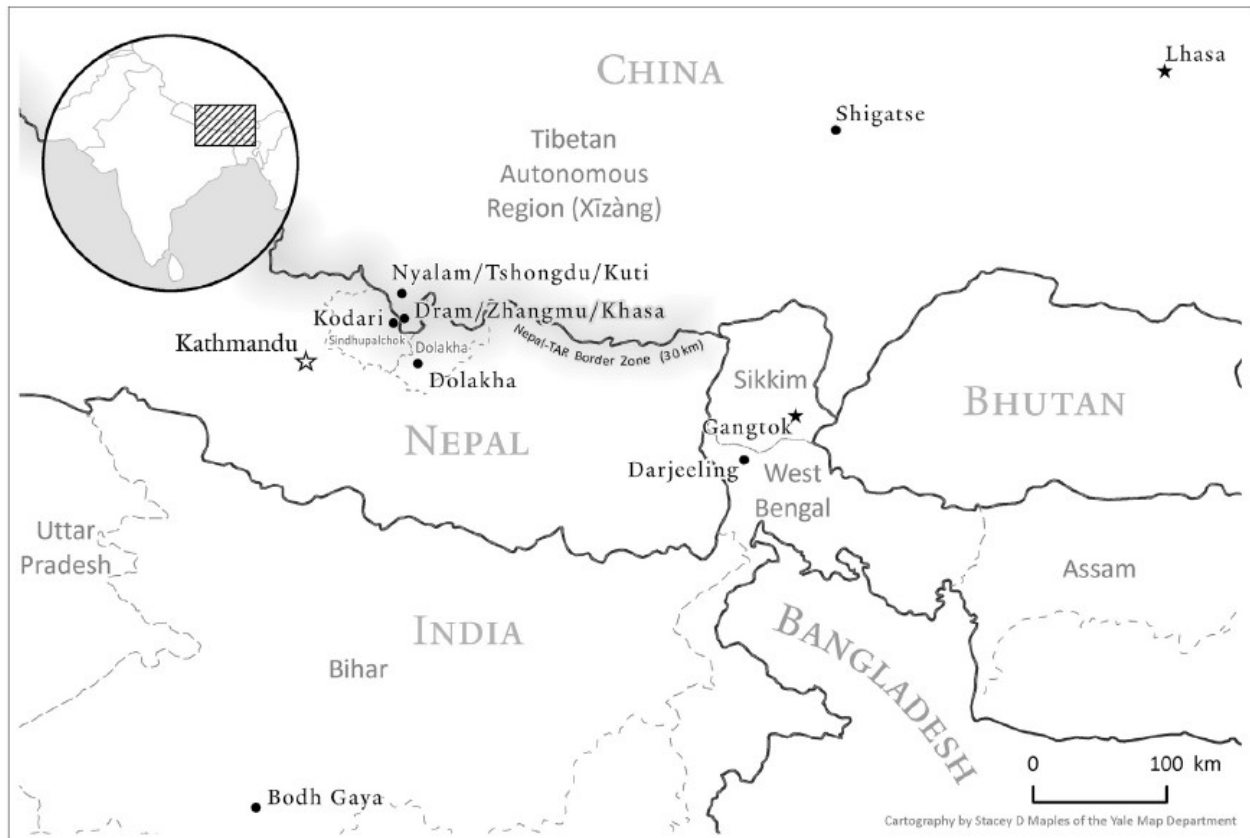 CHINA
Lhasa
Shigatse
Tibetan
Autonomous
Region (Xīzàng)
Nyalam/Tshongdu/Kuti
Dram/Zhangmu/Khasa
Kodari
Sindhupalchok
Dolakha
Nepal-TAR Border Zone (30 km)
Kathmandu
Dolakha
Sikkim
BHUTAN
Gangtok
NEPAL
Darjeeling
West
Bengal
Uttar
Pradesh
Assam
INDIA
BANGLADESH
Bihar
0 100 km
Bodh Gaya
Cartography by Stacey D Maples of the Yale Map Department